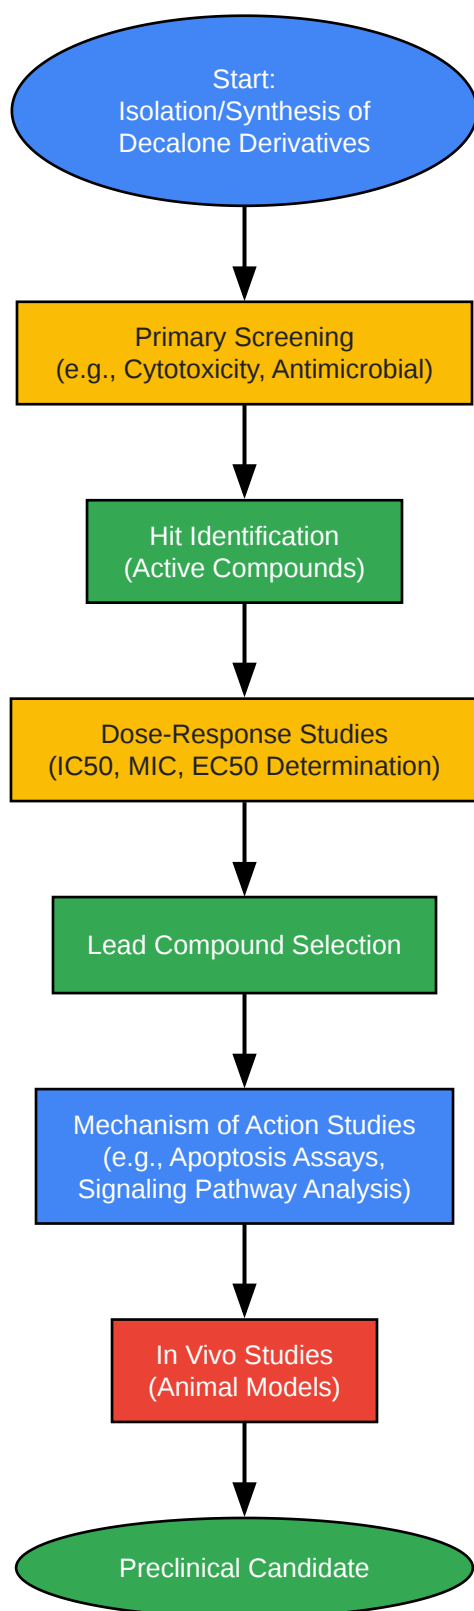 Start:
Isolation/Synthesis of
Decalone Derivatives
Primary Screening
(e.g., Cytotoxicity, Antimicrobial)
Hit Identification
(Active Compounds)
Dose-Response Studies
(IC50, MIC, EC50 Determination)
Lead Compound Selection
Mechanism of Action Studies
(e.g., Apoptosis Assays,
Signaling Pathway Analysis)
In Vivo Studies
(Animal Models)
Preclinical Candidate